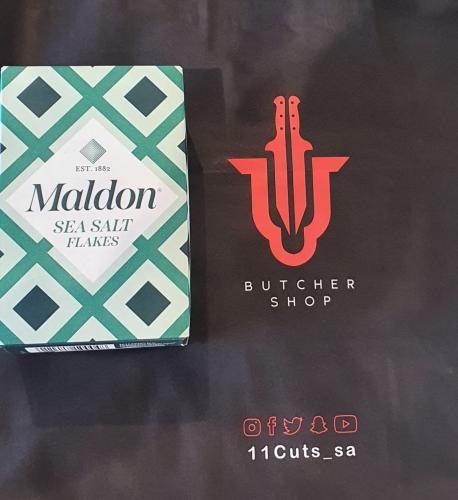 EST. 1882
Maldon
SEA SALT
FLAKES
BUTCHER
SHOP
11Cuts_sa